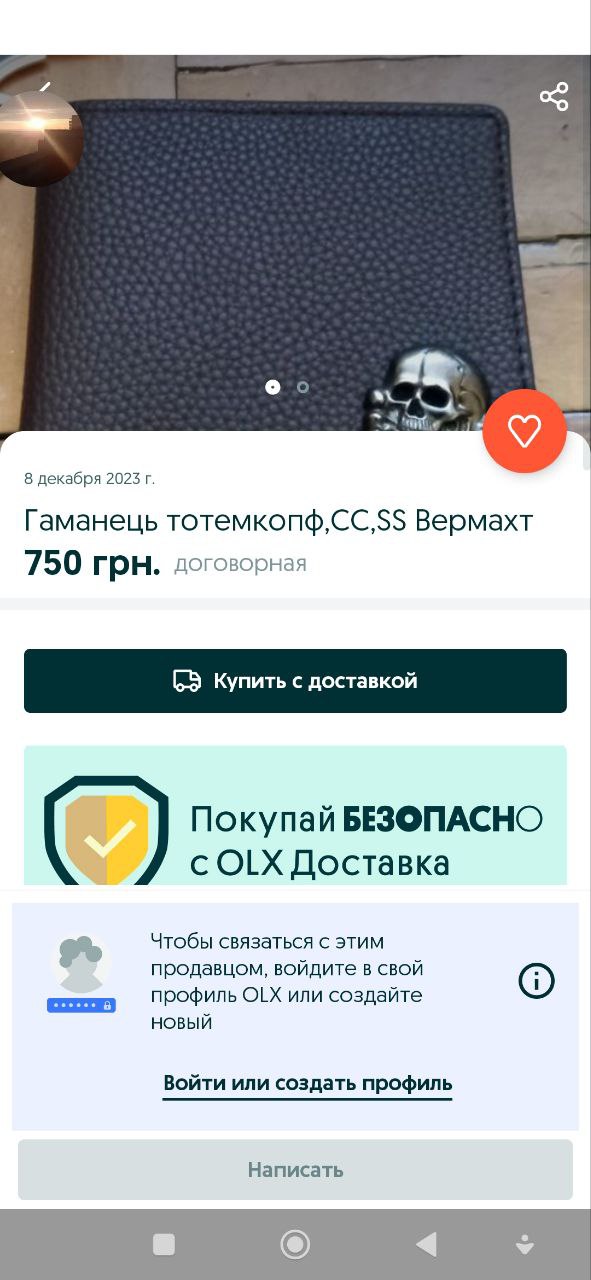 8 декабря 2023 г.
Гаманець тотемкопф,СС,SS Вермахт
750 грн. договорная
Купить с доставкой
Покупай БЕЗОПАСНО
с OLX Доставка
Чтобы связаться с этим
продавцом, войдите в свой
профиль OLX или создайте
новый
Войти или создать профиль
Написать